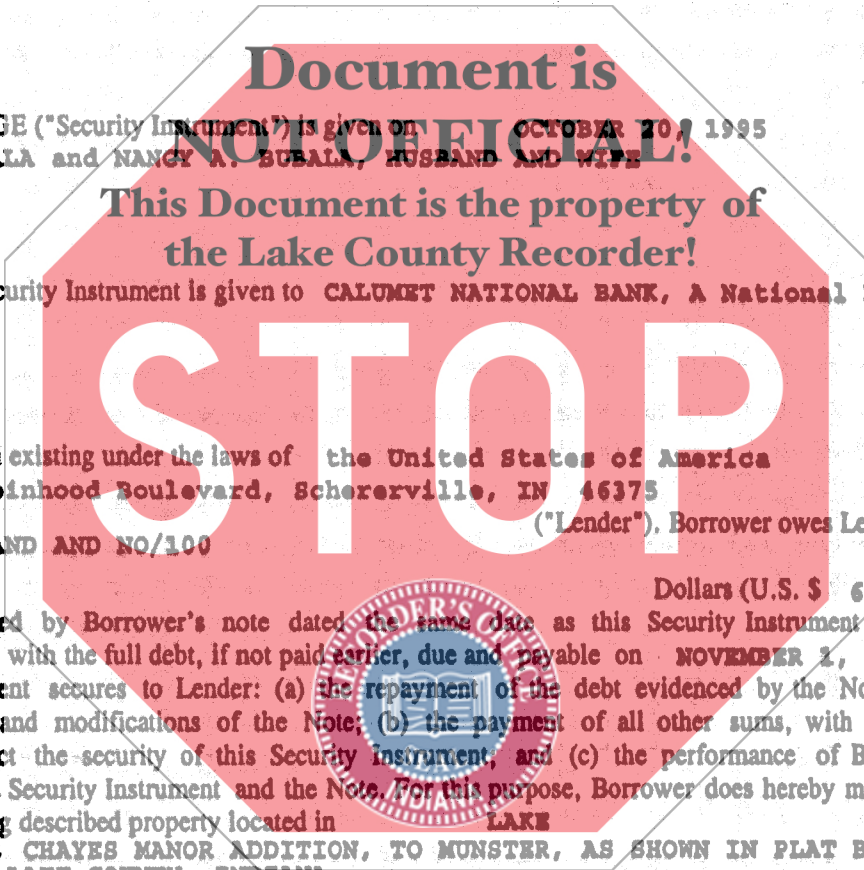 Document is
GE ("Security Instrument") is given on OCTOBER 20, 1995
NOT OFFICIAL!
LA and NANCY A. BUBALA, HUSBAND AND WIFE
This Document is the property of
the Lake County Recorder!
curity Instrument is given to CALUMET NATIONAL BANK, A National
STOP
existing under the laws of the United States of America
inhood Boulevard, Schererville, IN 46375
("Lender"). Borrower owes Le
AND AND NO/100
Dollars (U.S. $ 6
ed by Borrower's note dated the same date as this Security Instrument
with the full debt, if not paid earlier, due and payable on NOVEMBER 1,
ent secures to Lender: (a) the repayment of the debt evidenced by the No
and modifications of the Note; (b) the payment of all other sums, with
ct the security of this Security Instrument; and (c) the performance of B
Security Instrument and the Note. For this purpose, Borrower does hereby m
g described property located in LAKE
CHAYES MANOR ADDITION, TO MUNSTER, AS SHOWN IN PLAT B
RECORDER'S OFFICE
INDIANA